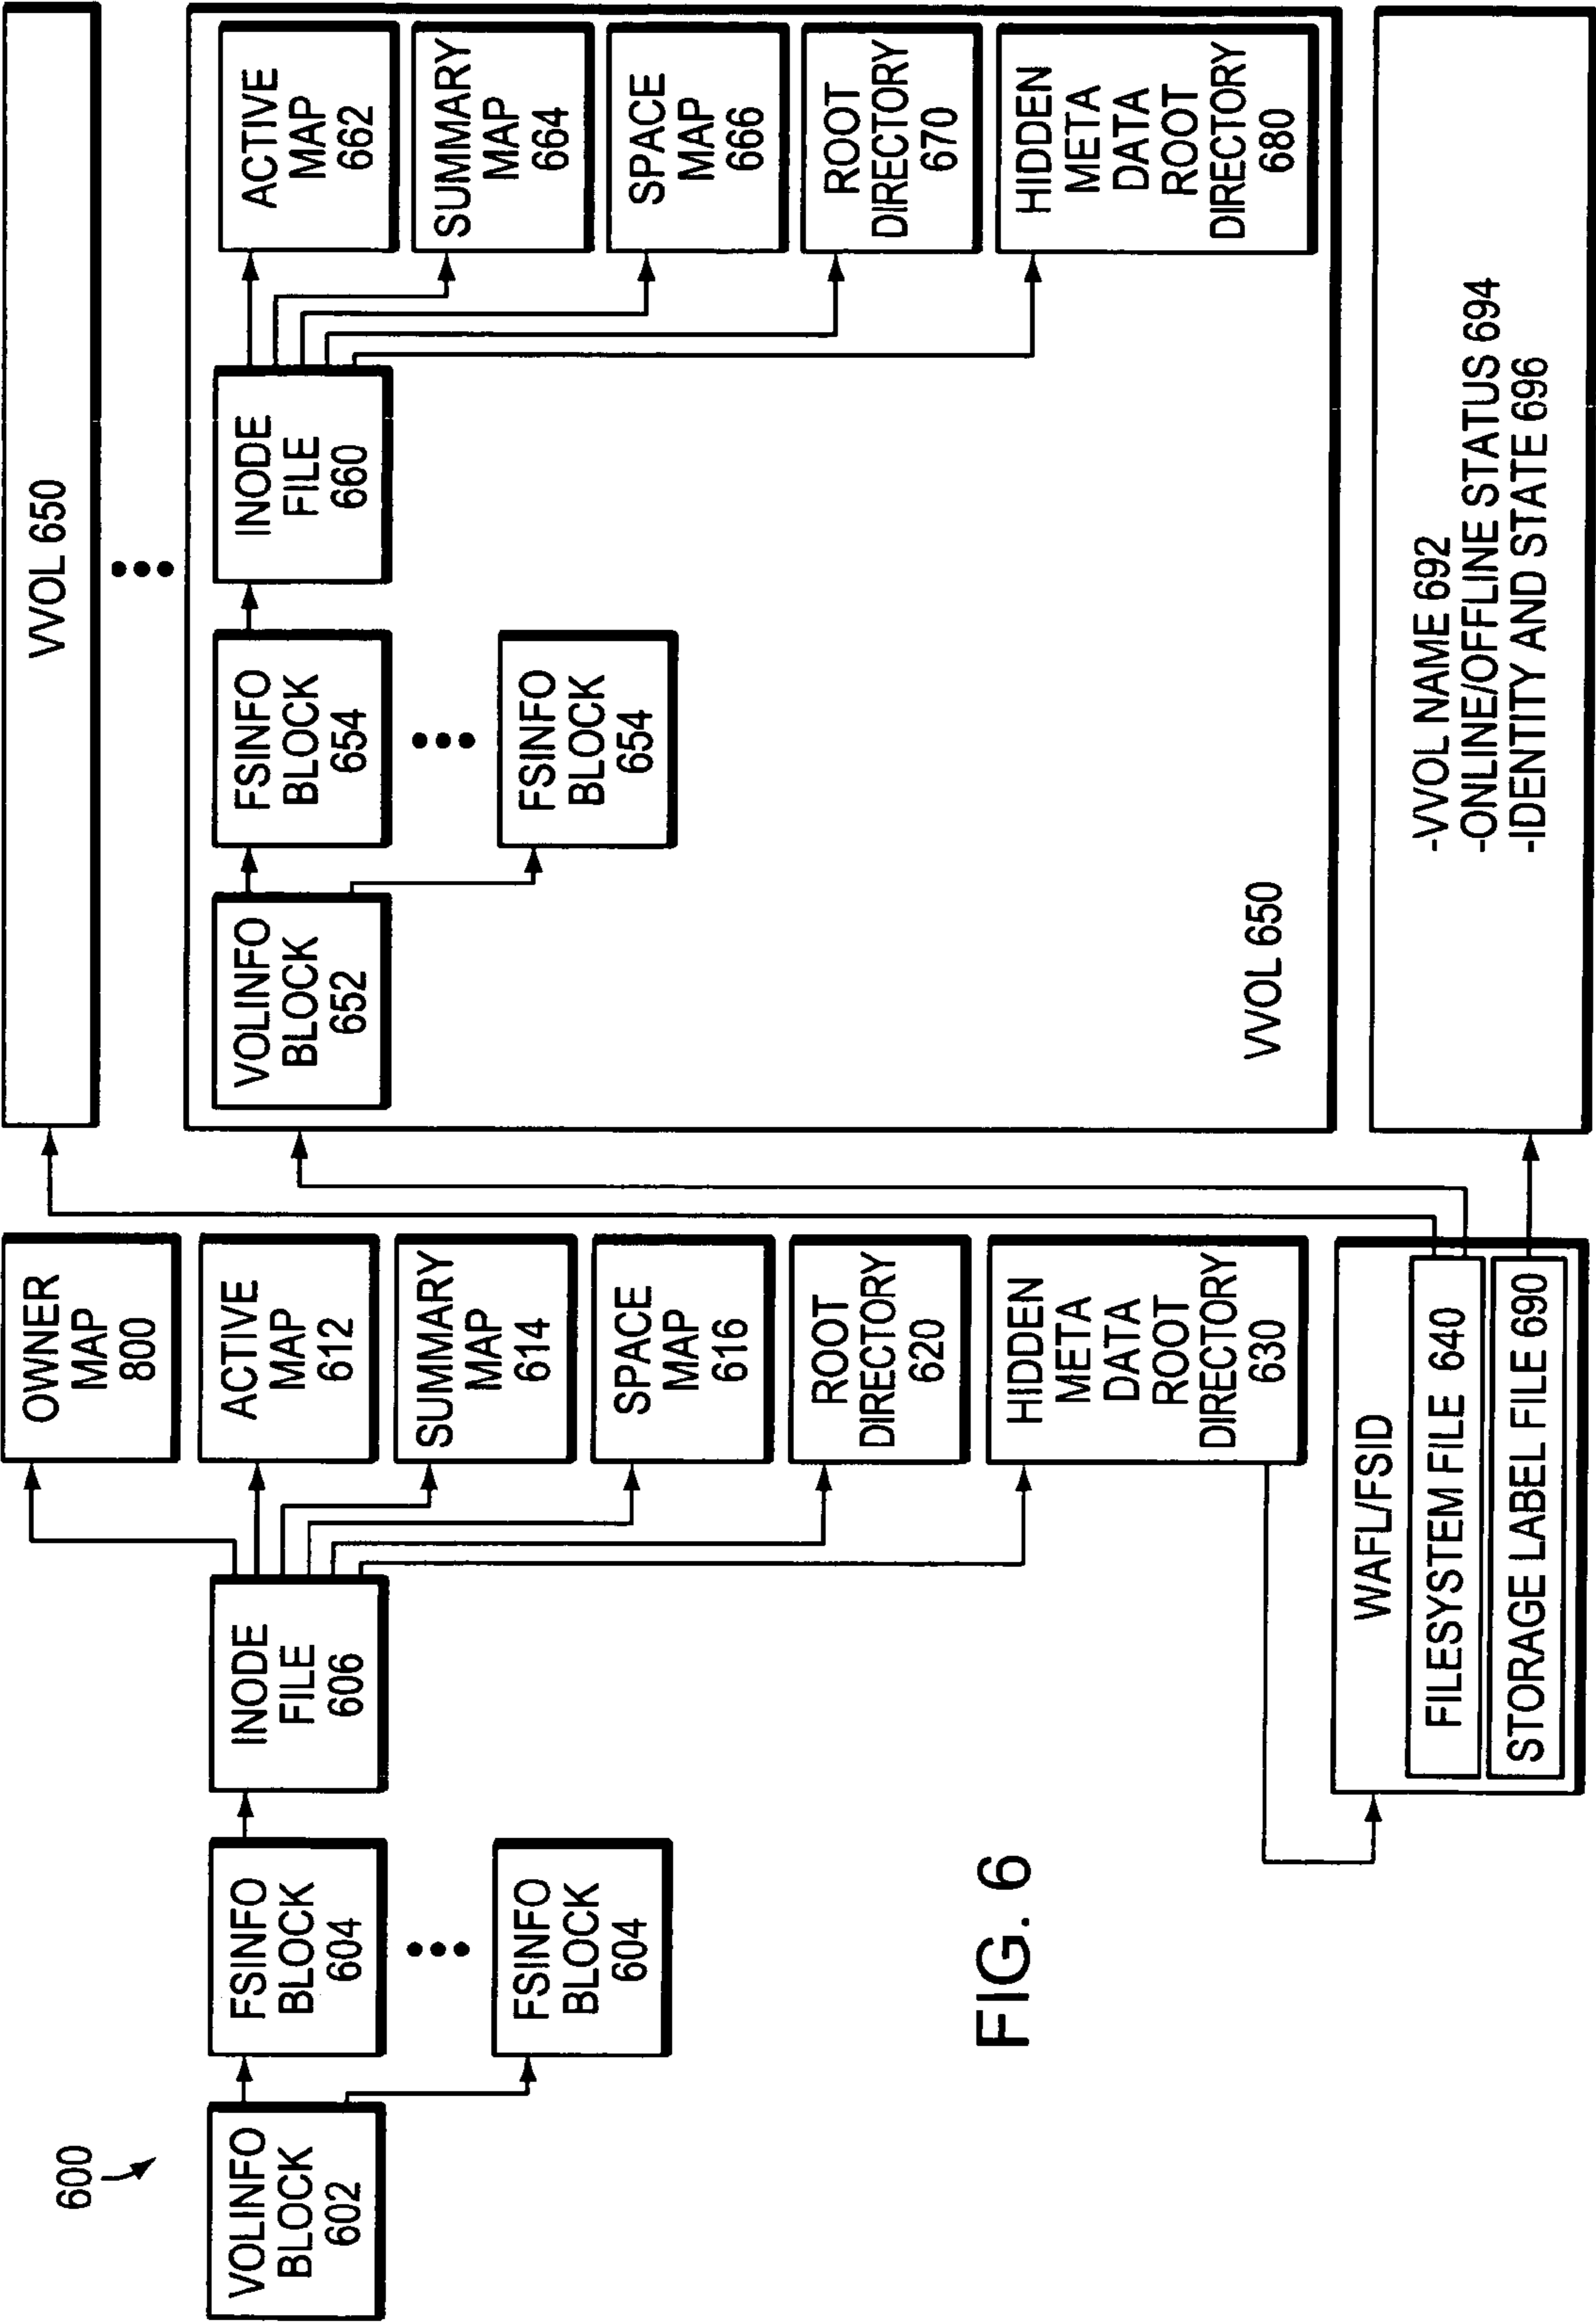 600
VOLINFO
BLOCK
602
FSINFO
BLOCK
604
FSINFO
BLOCK
604
INODE
FILE
606
OWNER
MAP
800
ACTIVE
MAP
612
SUMMARY
MAP
614
SPACE
MAP
616
ROOT
DIRECTORY
620
HIDDEN
META
DATA
ROOT
DIRECTORY
630
WAFL/FSID
FILESYSTEM FILE 640
STORAGE LABEL FILE 690
VVOL 650
VOLINFO
BLOCK
652
FSINFO
BLOCK
654
FSINFO
BLOCK
654
INODE
FILE
660
ACTIVE
MAP
662
SUMMARY
MAP
664
SPACE
MAP
666
ROOT
DIRECTORY
670
HIDDEN
META
DATA
ROOT
DIRECTORY
680
VVOL 650
-VVOL NAME 692
-ONLINE/OFFLINE STATUS 694
-IDENTITY AND STATE 696
FIG. 6